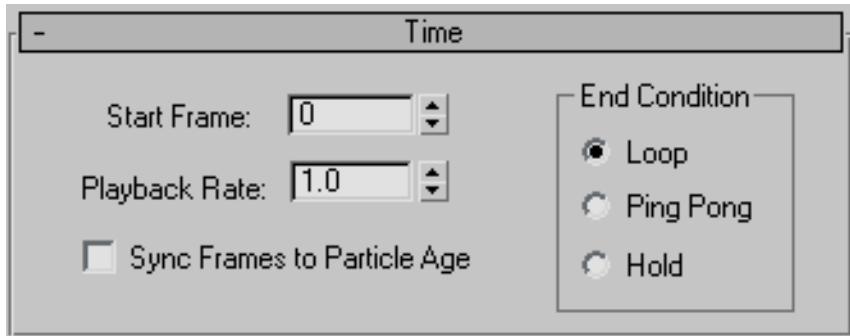 - Time
Start Frame: 0
Playback Rate: 1.0
Sync Frames to Particle Age
End Condition
Loop
Ping Pong
Hold